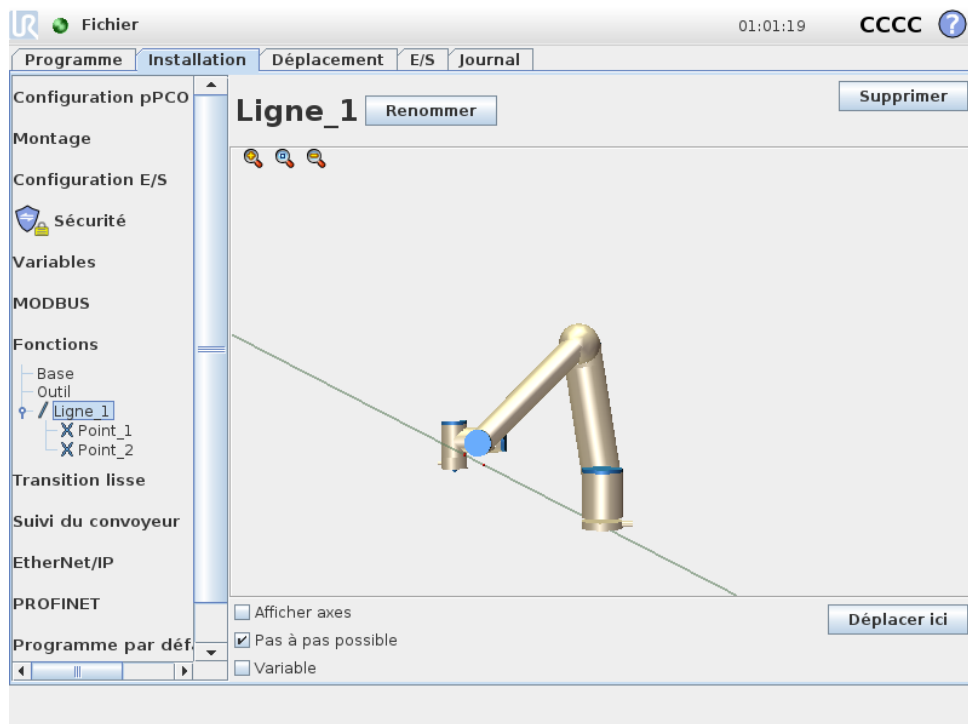 UR Fichier 01:01:19 CCCC ?
Programme Installation Déplacement E/S Journal
Configuration pPCO
Montage
Configuration E/S
Sécurité
Variables
MODBUS
Fonctions
Base
Outil
Ligne_1
Point_1
Point_2
Transition lisse
Suivi du convoyeur
EtherNet/IP
PROFINET
Programme par déf
Ligne_1 Renommer Supprimer
Afficher axes
Pas à pas possible
Variable
Déplacer ici